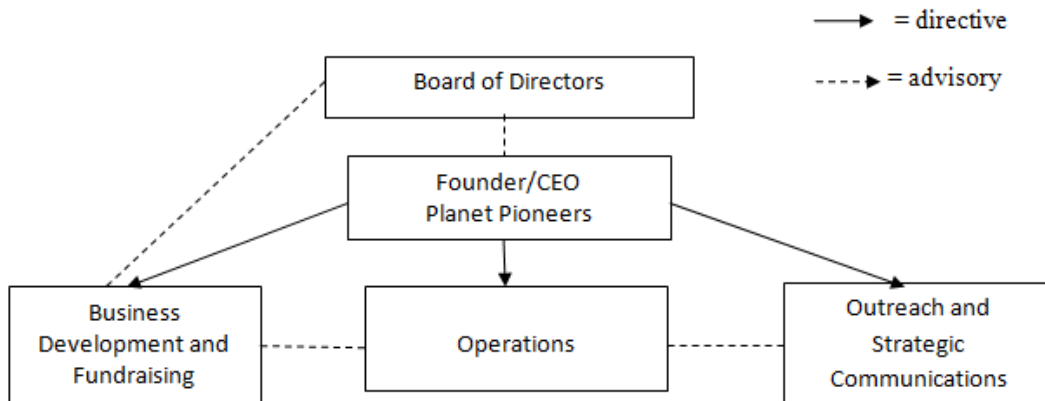 = directive
= advisory
Board of Directors
Founder/CEO
Planet Pioneers
Business
Development and
Fundraising
Operations
Outreach and
Strategic
Communications